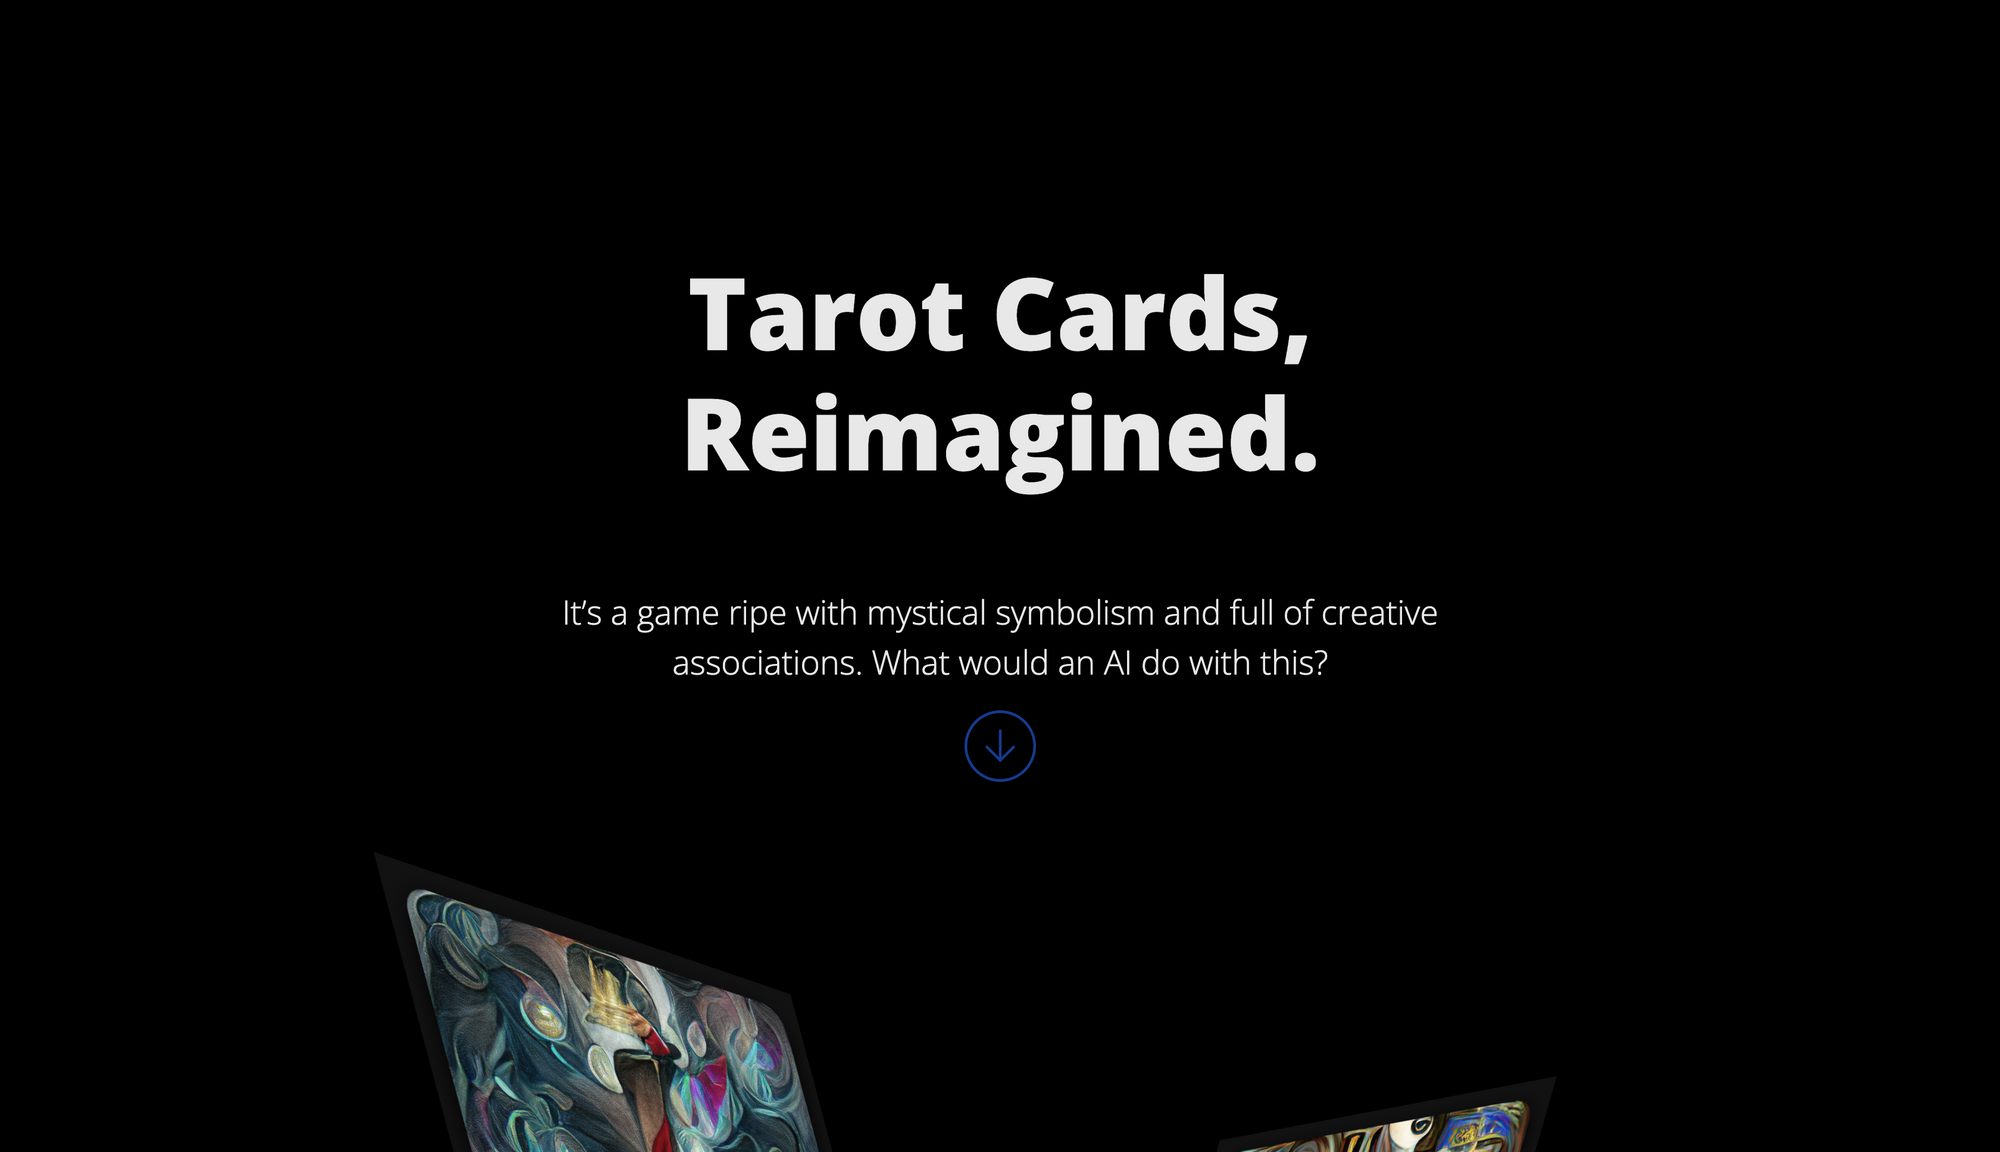 Tarot Cards,
Reimagined.
It’s a game ripe with mystical symbolism and full of creative
associations. What would an AI do with this?